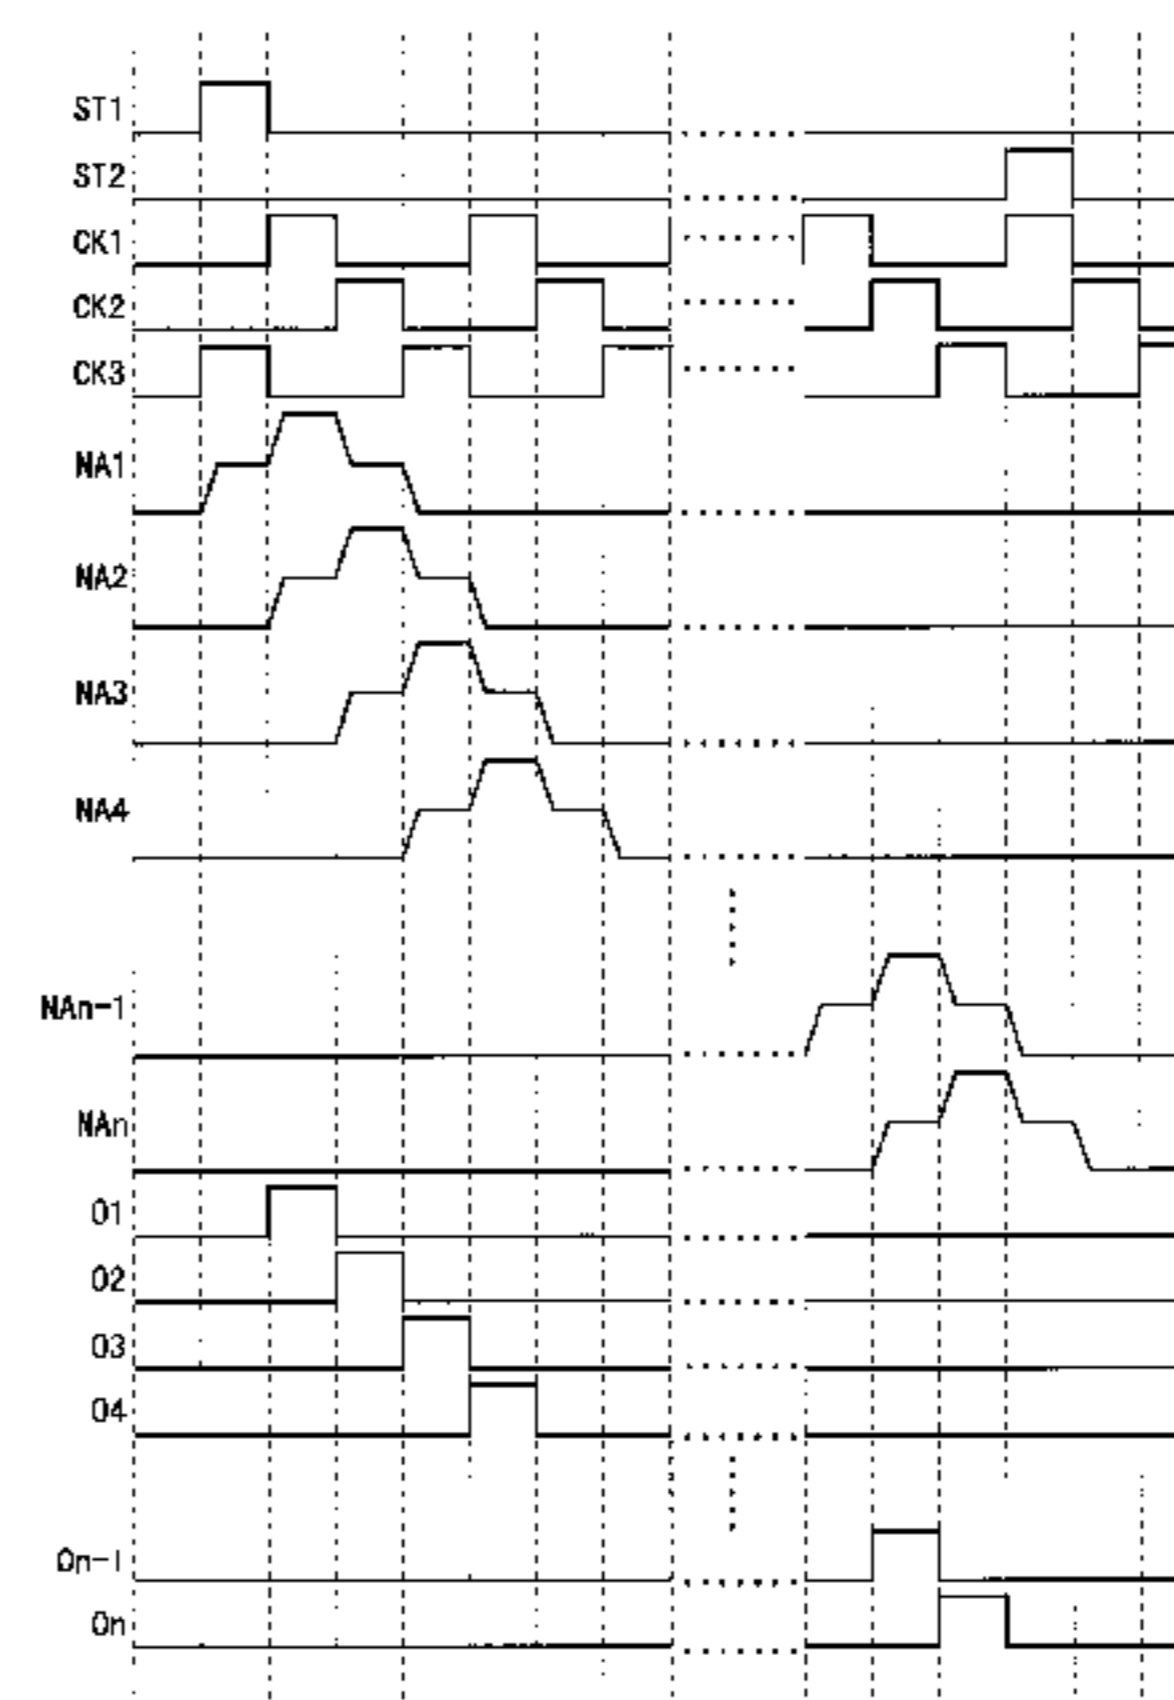 ST1
ST2
CK1
CK2
CK3
NA1
NA2
NA3
NA4
NAn-1
NAn
O1
O2
O3
O4
On-1
On